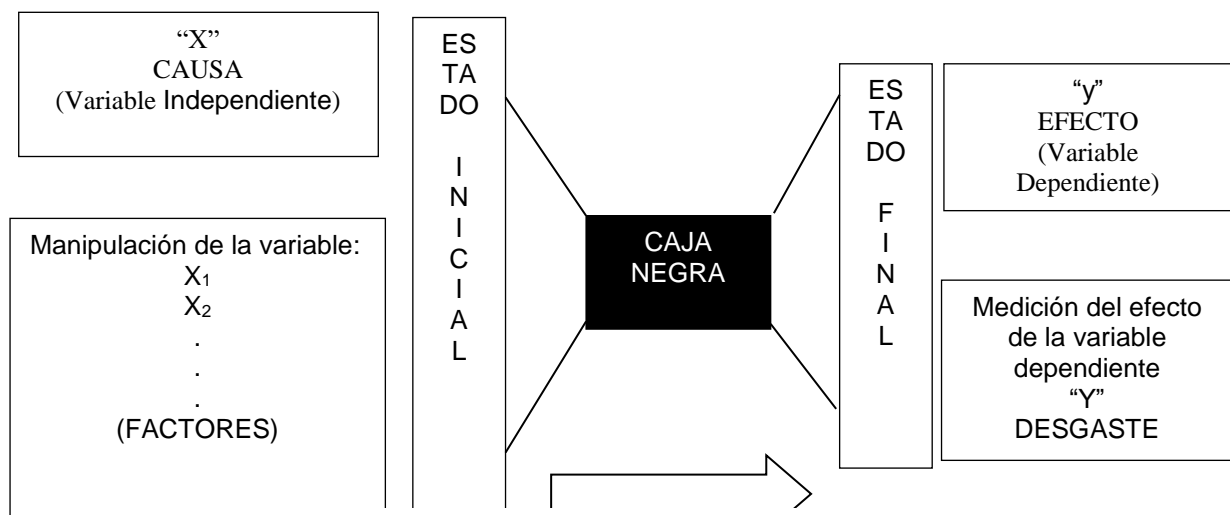 “X”
CAUSA
(Variable Independiente)
Manipulación de la variable:
X₁
X₂
.
.
.
(FACTORES)
ES
TA
DO
I
N
I
C
I
A
L
CAJA
NEGRA
ES
TA
DO
F
I
N
A
L
“y”
EFECTO
(Variable
Dependiente)
Medición del efecto
de la variable
dependiente
“Y”
DESGASTE